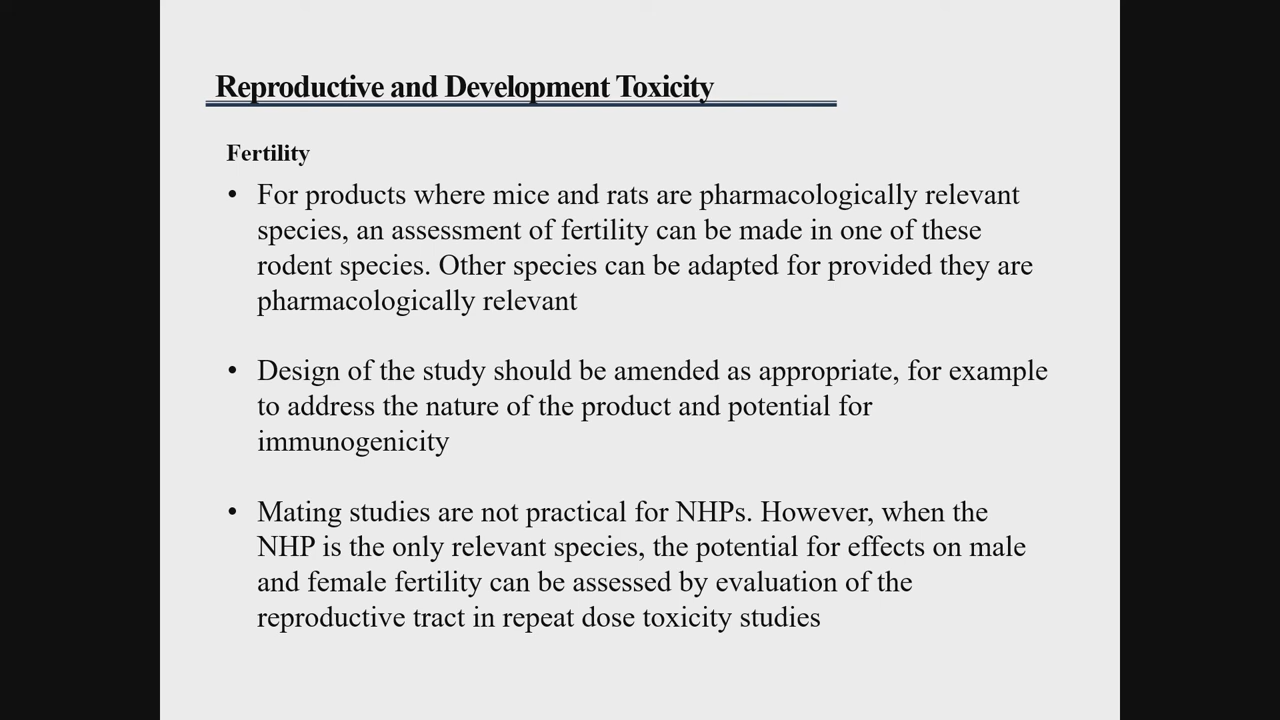 Reproductive and Development Toxicity
Fertility
• For products where mice and rats are pharmacologically relevant
species, an assessment of fertility can be made in one of these
rodent species. Other species can be adapted for provided they are
pharmacologically relevant
• Design of the study should be amended as appropriate, for example
to address the nature of the product and potential for
immunogenicity
• Mating studies are not practical for NHPs. However, when the
NHP is the only relevant species, the potential for effects on male
and female fertility can be assessed by evaluation of the
reproductive tract in repeat dose toxicity studies